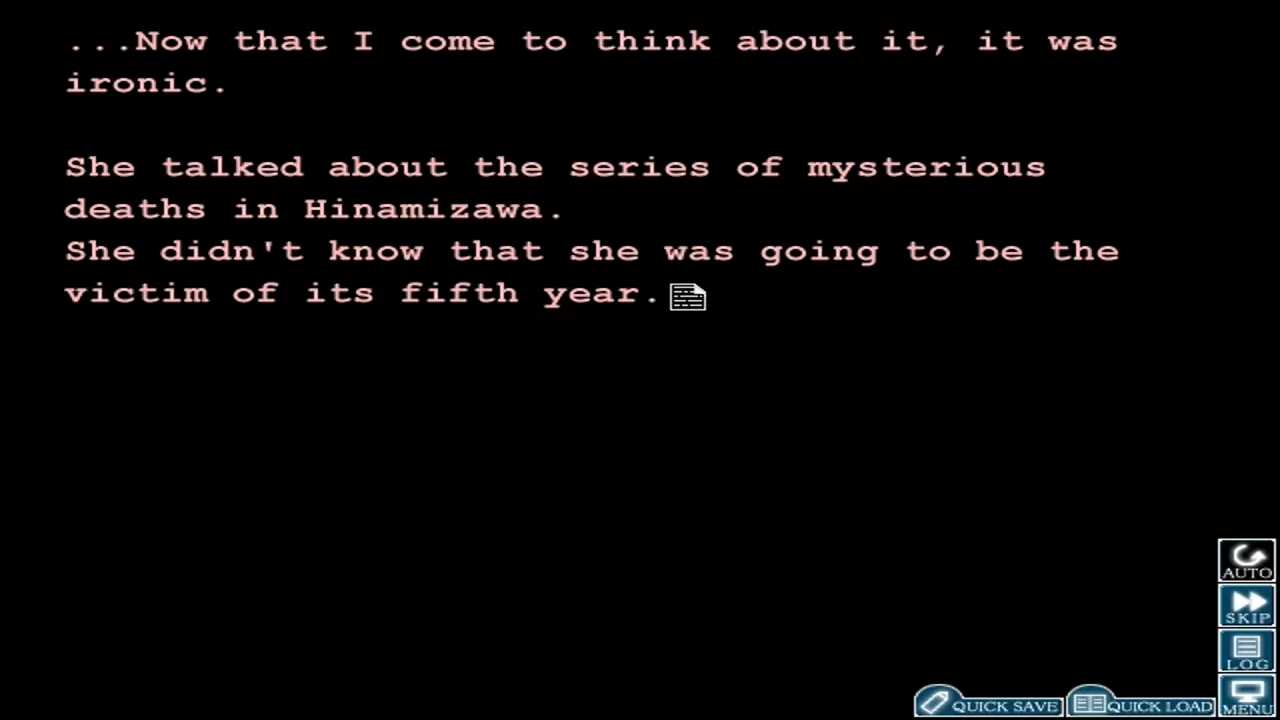 ...Now that I come to think about it, it was
ironic.
She talked about the series of mysterious
deaths in Hinamizawa.
She didn't know that she was going to be the
victim of its fifth year.
AUTO
SKIP
LOG
MENU
QUICK SAVE
QUICK LOAD